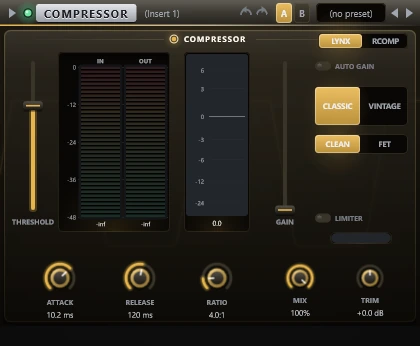 COMPRESSOR (Insert 1) A B (no preset)
COMPRESSOR
LYNX RCOMP
IN OUT
AUTO GAIN
0 6
3
-12 0
CLASSIC VINTAGE
-3
-24
CLEAN FET
-6
-36 -12
-24
-48
-inf -inf 0.0
THRESHOLD GAIN LIMITER
ATTACK RELEASE RATIO MIX TRIM
10.2 ms 120 ms 4.0:1 100% +0.0 dB